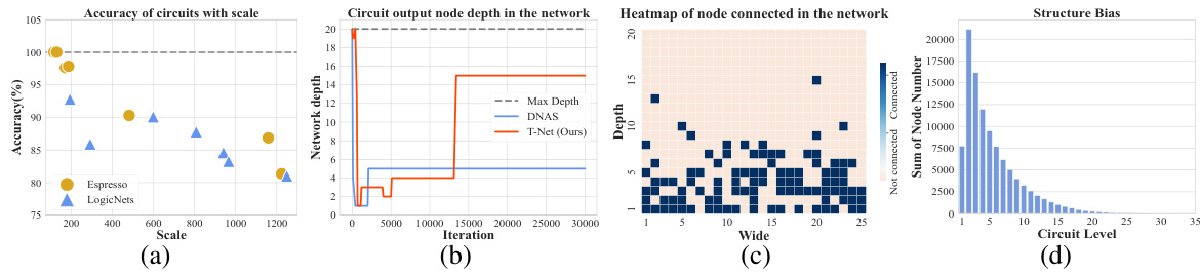 Accuracy of circuits with scale
105
100
95
90
85
80
75
Accuracy(%)
Espresso
LogicNets
200 400 600 800 1000 1200
Scale
(a)
Circuit output node depth in the network
20
18
16
14
12
10
8
6
4
2
0
Network depth
Max Depth
DNAS
T-Net (Ours)
0 5000 10000 15000 20000 25000 30000
Iteration
(b)
Heatmap of node connected in the network
20
15
10
5
1
Depth
1 5 10 15 20 25
Wide
Not connected Connected
(c)
Structure Bias
20000
17500
15000
12500
10000
7500
5000
2500
0
Sum of Node Number
1 5 10 15 20 25 30 35
Circuit Level
(d)